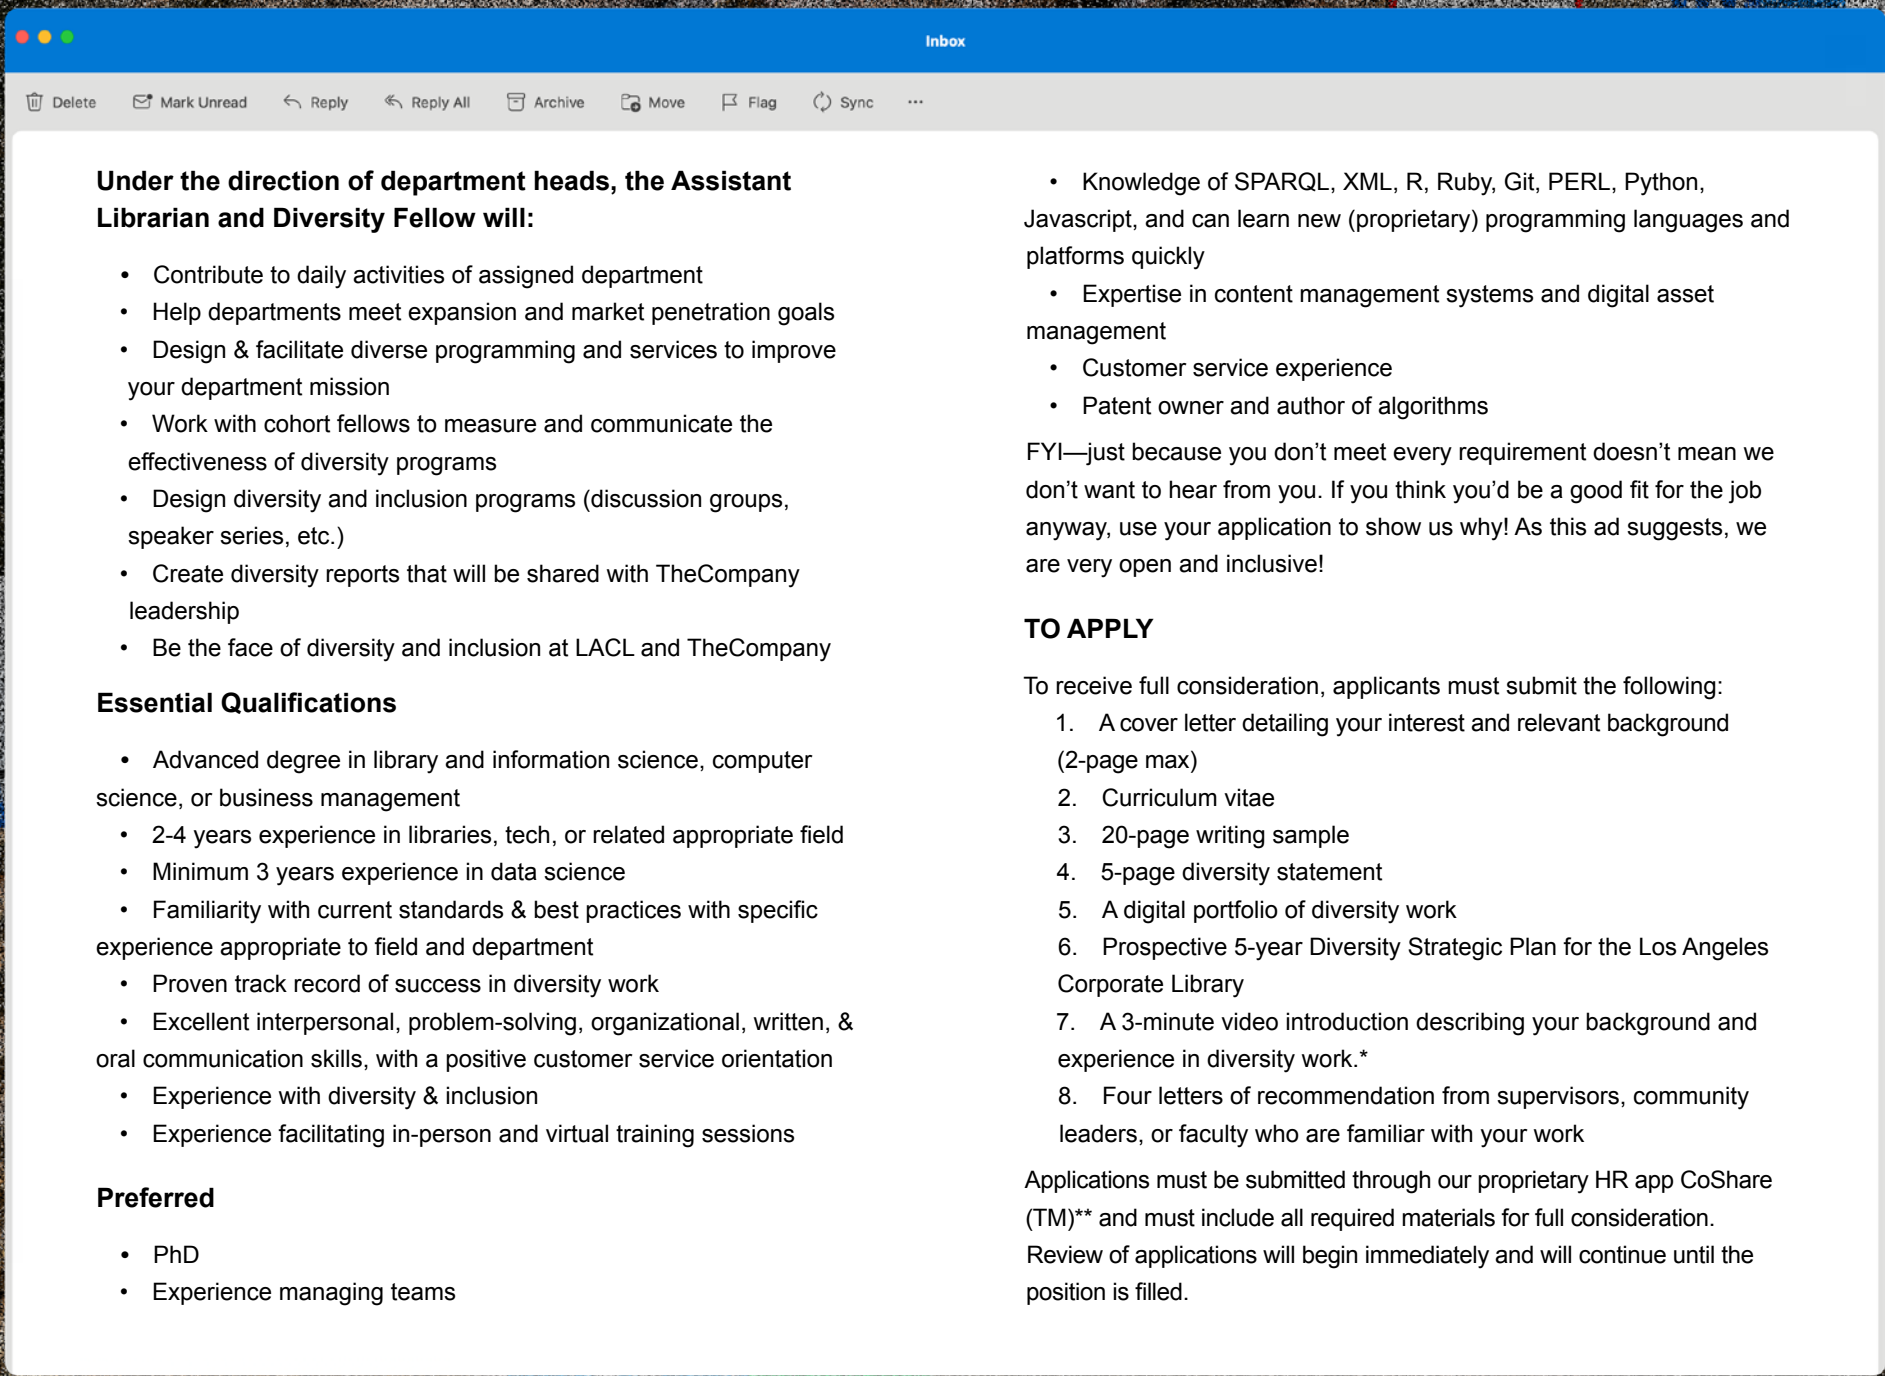 Inbox
Delete Mark Unread Reply Reply All Archive Move Flag Sync ...
Under the direction of department heads, the Assistant
Librarian and Diversity Fellow will:
• Contribute to daily activities of assigned department
• Help departments meet expansion and market penetration goals
• Design & facilitate diverse programming and services to improve
your department mission
• Work with cohort fellows to measure and communicate the
effectiveness of diversity programs
• Design diversity and inclusion programs (discussion groups,
speaker series, etc.)
• Create diversity reports that will be shared with TheCompany
leadership
• Be the face of diversity and inclusion at LACL and TheCompany
Essential Qualifications
• Advanced degree in library and information science, computer
science, or business management
• 2-4 years experience in libraries, tech, or related appropriate field
• Minimum 3 years experience in data science
• Familiarity with current standards & best practices with specific
experience appropriate to field and department
• Proven track record of success in diversity work
• Excellent interpersonal, problem-solving, organizational, written, &
oral communication skills, with a positive customer service orientation
• Experience with diversity & inclusion
• Experience facilitating in-person and virtual training sessions
Preferred
• PhD
• Experience managing teams
• Knowledge of SPARQL, XML, R, Ruby, Git, PERL, Python,
Javascript, and can learn new (proprietary) programming languages and
platforms quickly
• Expertise in content management systems and digital asset
management
• Customer service experience
• Patent owner and author of algorithms
FYI—just because you don’t meet every requirement doesn’t mean we
don’t want to hear from you. If you think you’d be a good fit for the job
anyway, use your application to show us why! As this ad suggests, we
are very open and inclusive!
TO APPLY
To receive full consideration, applicants must submit the following:
1. A cover letter detailing your interest and relevant background
(2-page max)
2. Curriculum vitae
3. 20-page writing sample
4. 5-page diversity statement
5. A digital portfolio of diversity work
6. Prospective 5-year Diversity Strategic Plan for the Los Angeles
Corporate Library
7. A 3-minute video introduction describing your background and
experience in diversity work.*
8. Four letters of recommendation from supervisors, community
leaders, or faculty who are familiar with your work
Applications must be submitted through our proprietary HR app CoShare
(TM)** and must include all required materials for full consideration.
Review of applications will begin immediately and will continue until the
position is filled.